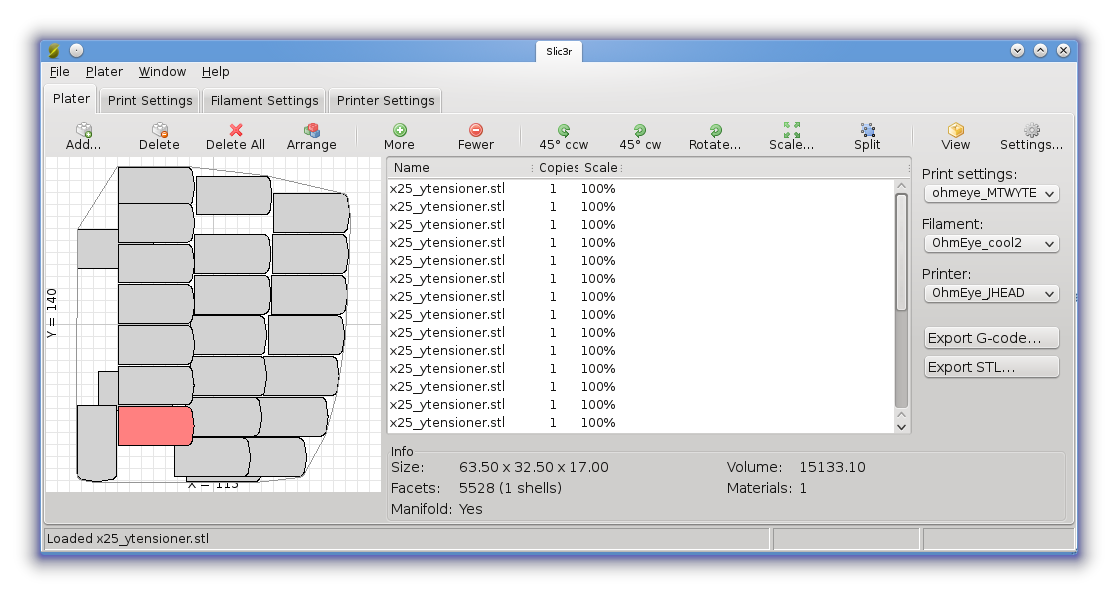 Slic3r
File Plater Window Help
Plater Print Settings Filament Settings Printer Settings
Add... Delete Delete All Arrange More Fewer 45° ccw 45° cw Rotate... Scale... Split View Settings...
Name Copies Scale
x25_ytensioner.stl 1 100%
x25_ytensioner.stl 1 100%
x25_ytensioner.stl 1 100%
x25_ytensioner.stl 1 100%
x25_ytensioner.stl 1 100%
x25_ytensioner.stl 1 100%
x25_ytensioner.stl 1 100%
x25_ytensioner.stl 1 100%
x25_ytensioner.stl 1 100%
x25_ytensioner.stl 1 100%
x25_ytensioner.stl 1 100%
x25_ytensioner.stl 1 100%
x25_ytensioner.stl 1 100%
x25_ytensioner.stl 1 100%
Print settings:
ohmeye_MTWYTE
Filament:
OhmEye_cool2
Printer:
OhmEye_JHEAD
Export G-code...
Export STL...
Y = 140
X = 115
Info
Size: 63.50 x 32.50 x 17.00 Volume: 15133.10
Facets: 5528 (1 shells) Materials: 1
Manifold: Yes
Loaded x25_ytensioner.stl